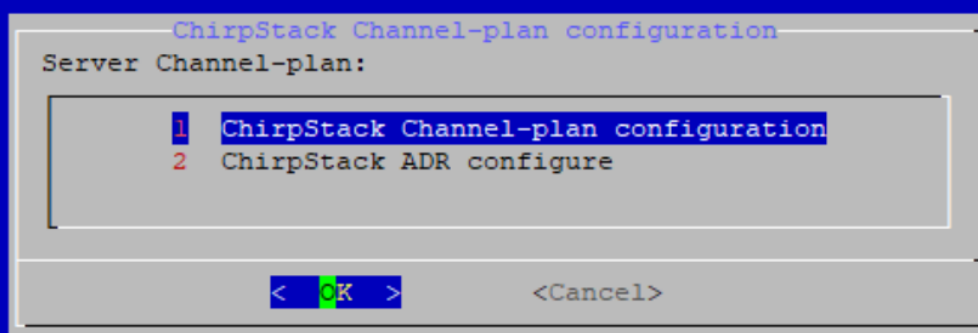 ChirpStack Channel-plan configuration
Server Channel-plan:
1 ChirpStack Channel-plan configuration
2 ChirpStack ADR configure
< OK > <Cancel>